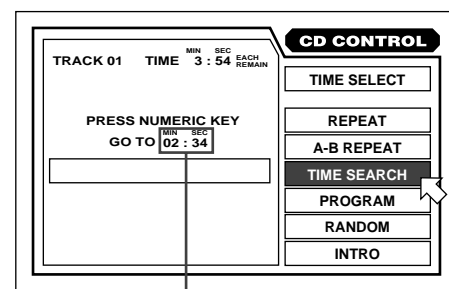 CD CONTROL
MIN SEC
TRACK 01 TIME 3 : 54 EACH REMAIN
TIME SELECT
PRESS NUMERIC KEY
MIN SEC
GO TO 02 : 34
REPEAT
A-B REPEAT
TIME SEARCH
PROGRAM
RANDOM
INTRO